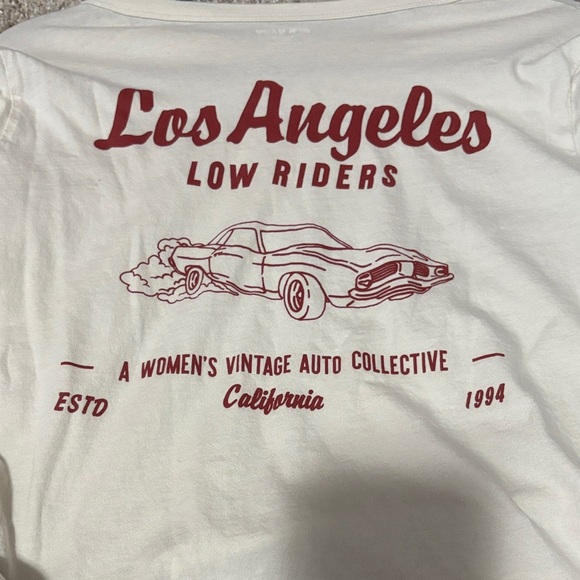 Los Angeles
LOW RIDERS
A WOMEN'S VINTAGE AUTO COLLECTIVE
ESTD California 1994